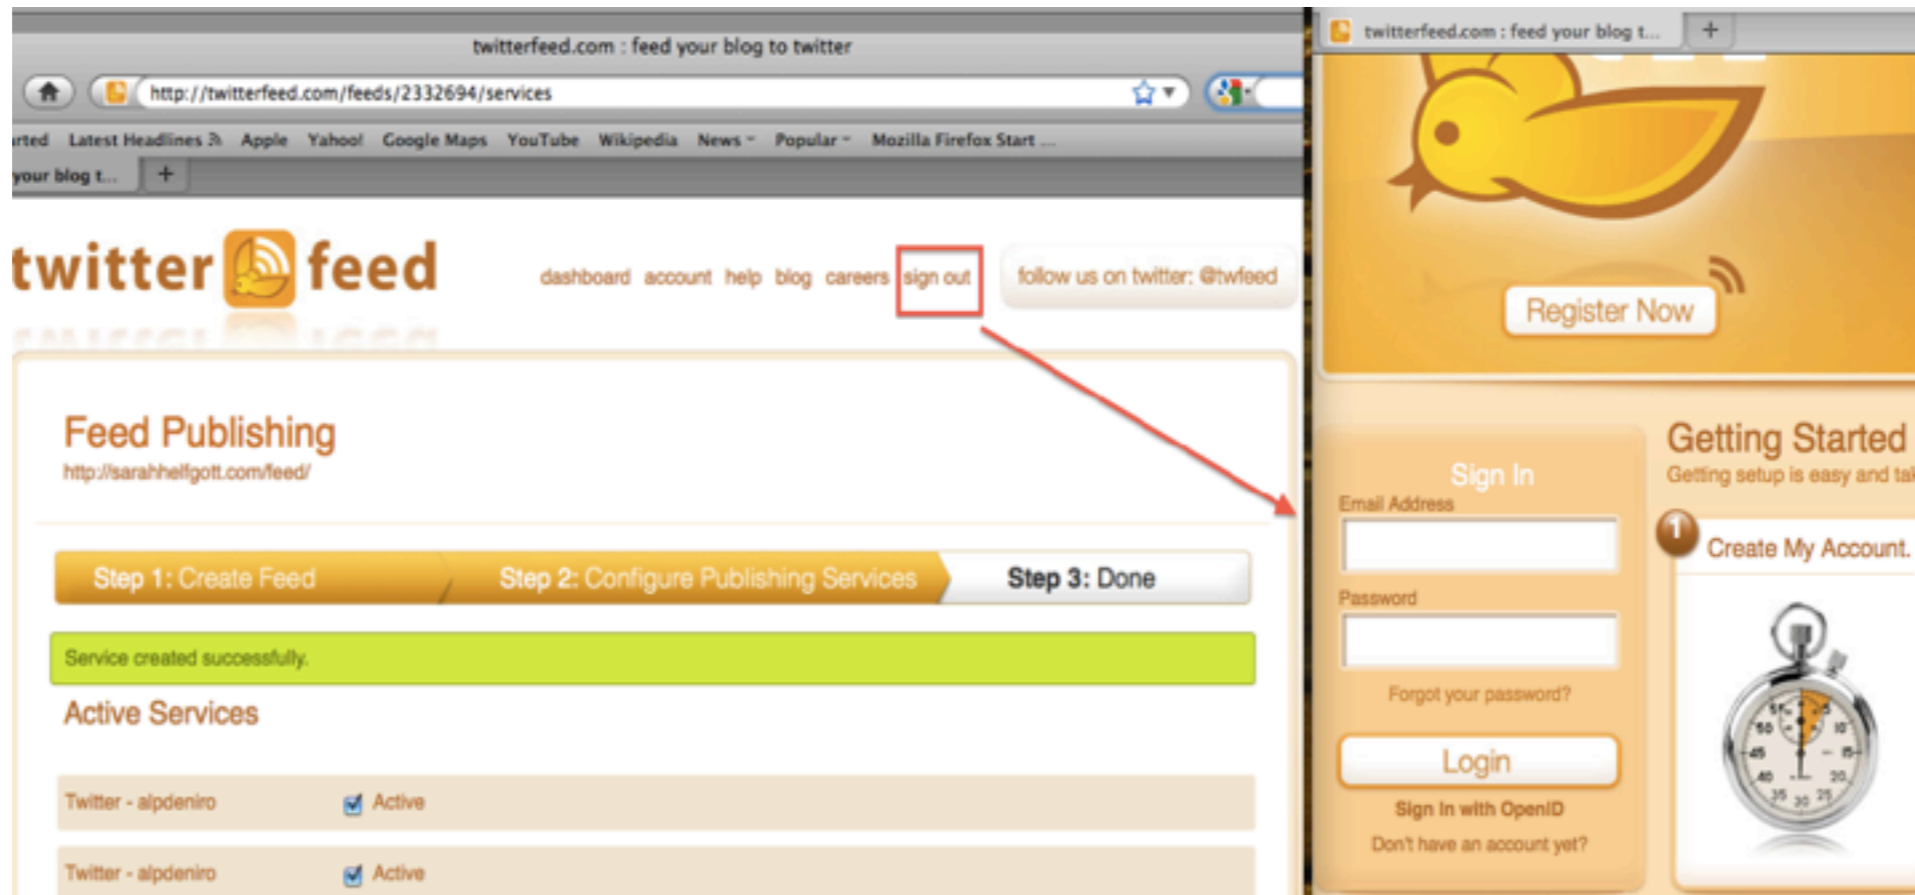 twitterfeed.com : feed your blog to twitter
http://twitterfeed.com/feeds/2332694/services
Latest Headlines Apple Yahoo! Google Maps YouTube Wikipedia News Popular Mozilla Firefox Start ...
your blog t... +
twitter feed
dashboard account help blog careers sign out follow us on twitter: @twfeed
Feed Publishing
http://sarahhelfgott.com/feed/
Step 1: Create Feed Step 2: Configure Publishing Services Step 3: Done
Service created successfully.
Active Services
Twitter - alpdeniro Active
Twitter - alpdeniro Active
twitterfeed.com : feed your blog t... +
Register Now
Sign In
Email Address
Password
Forgot your password?
Login
Sign In with OpenID
Don't have an account yet?
Getting Started
Getting setup is easy and
1 Create My Account.